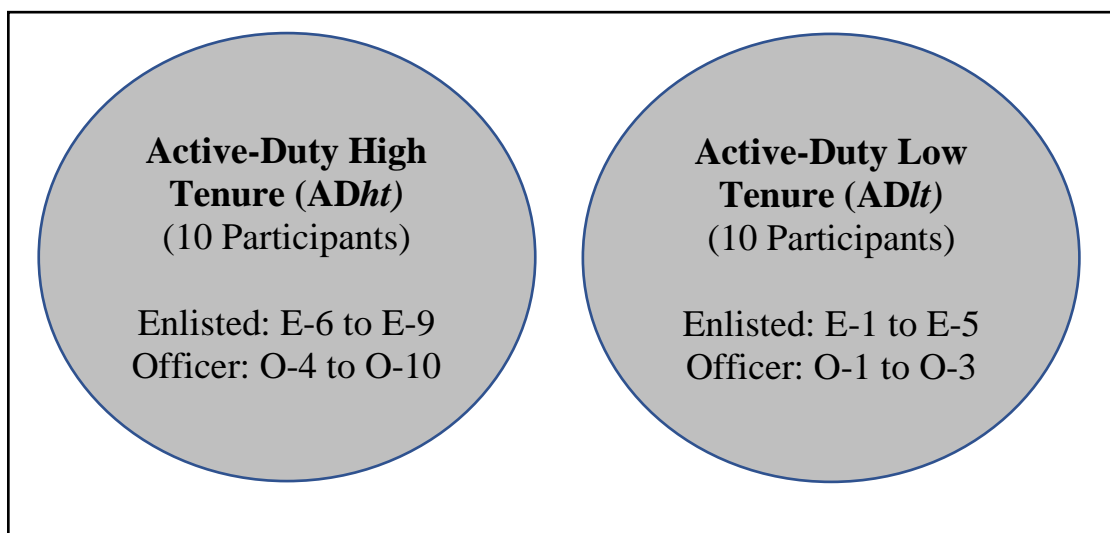 Active-Duty High
Tenure (ADht)
(10 Participants)
Enlisted: E-6 to E-9
Officer: O-4 to O-10
Active-Duty Low
Tenure (ADlt)
(10 Participants)
Enlisted: E-1 to E-5
Officer: O-1 to O-3